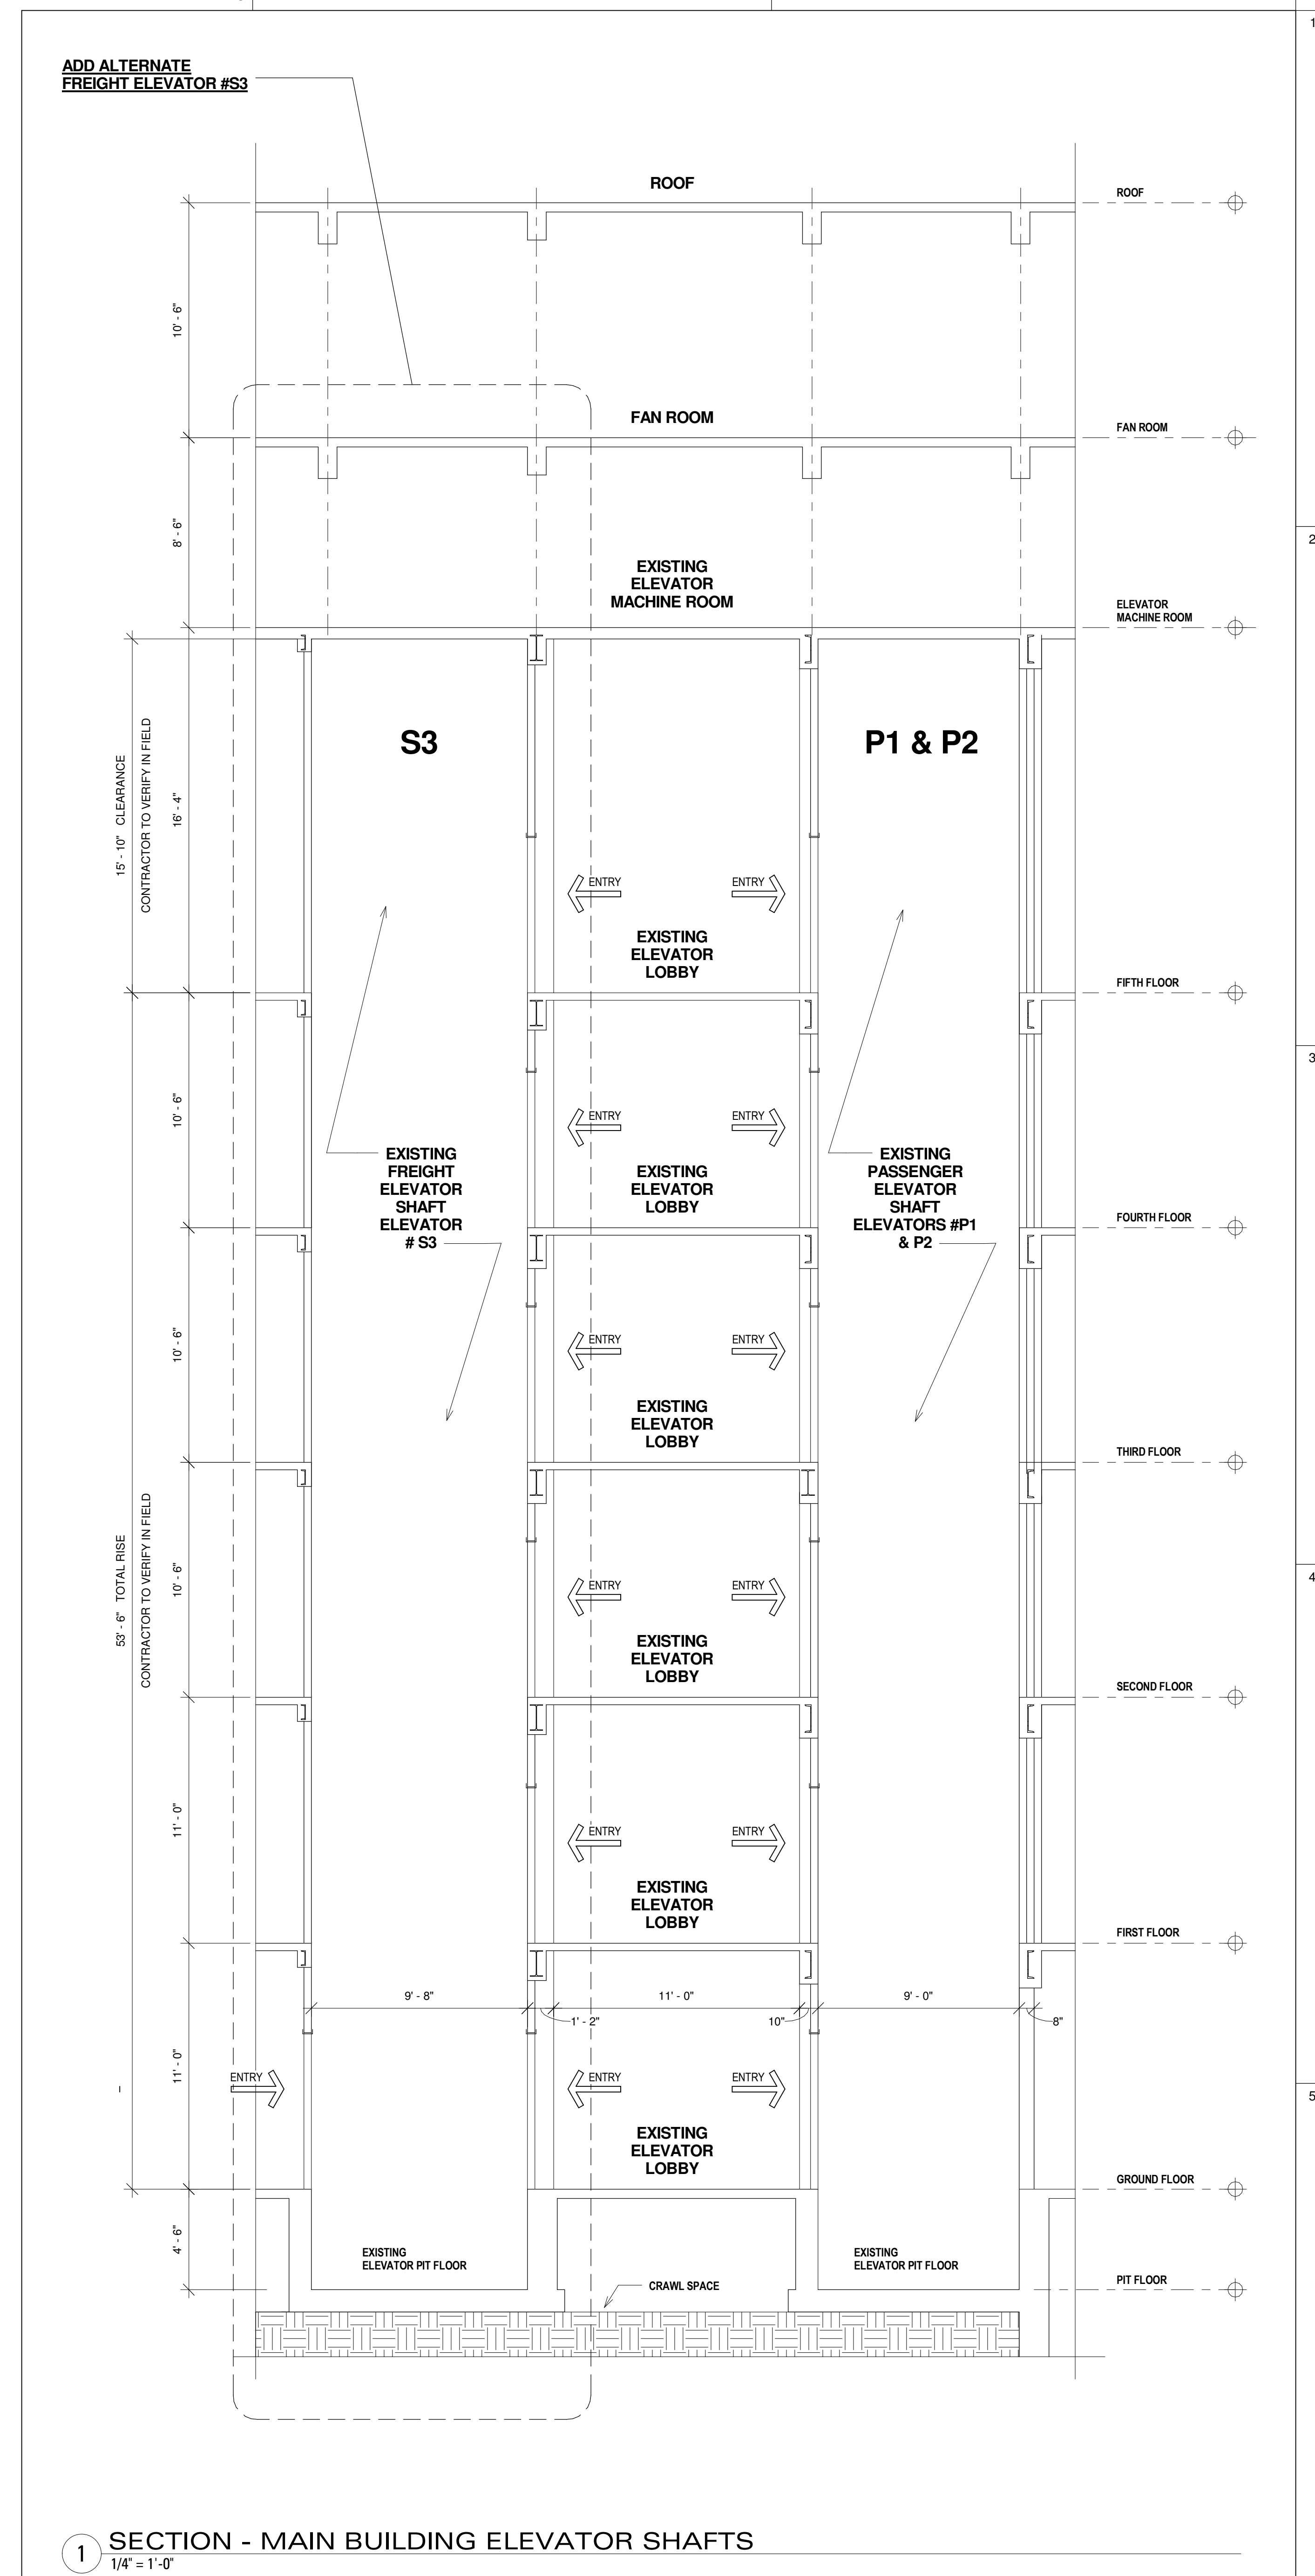 1
ADD ALTERNATE
FREIGHT ELEVATOR #S3
ROOF
ROOF
10' - 6"
FAN ROOM
FAN ROOM
8' - 6"
2
EXISTING
ELEVATOR
MACHINE ROOM
ELEVATOR
MACHINE ROOM
S3
P1 & P2
15' - 10" CLEARANCE
CONTRACTOR TO VERIFY IN FIELD
16' - 4"
ENTRY
ENTRY
EXISTING
ELEVATOR
LOBBY
FIFTH FLOOR
3
10' - 6"
ENTRY
ENTRY
EXISTING
FREIGHT
ELEVATOR
SHAFT
ELEVATOR
# S3
EXISTING
ELEVATOR
LOBBY
EXISTING
PASSENGER
ELEVATOR
SHAFT
ELEVATORS #P1
& P2
FOURTH FLOOR
10' - 6"
ENTRY
ENTRY
EXISTING
ELEVATOR
LOBBY
THIRD FLOOR
53' - 6" TOTAL RISE
CONTRACTOR TO VERIFY IN FIELD
4
10' - 6"
ENTRY
ENTRY
EXISTING
ELEVATOR
LOBBY
SECOND FLOOR
11' - 0"
ENTRY
ENTRY
EXISTING
ELEVATOR
LOBBY
FIRST FLOOR
9' - 8"
11' - 0"
9' - 0"
1' - 2"
10"
8"
11' - 0"
5
ENTRY
ENTRY
ENTRY
EXISTING
ELEVATOR
LOBBY
GROUND FLOOR
4' - 6"
EXISTING
ELEVATOR PIT FLOOR
EXISTING
ELEVATOR PIT FLOOR
CRAWL SPACE
PIT FLOOR
1
SECTION - MAIN BUILDING ELEVATOR SHAFTS
1/4" = 1'-0"